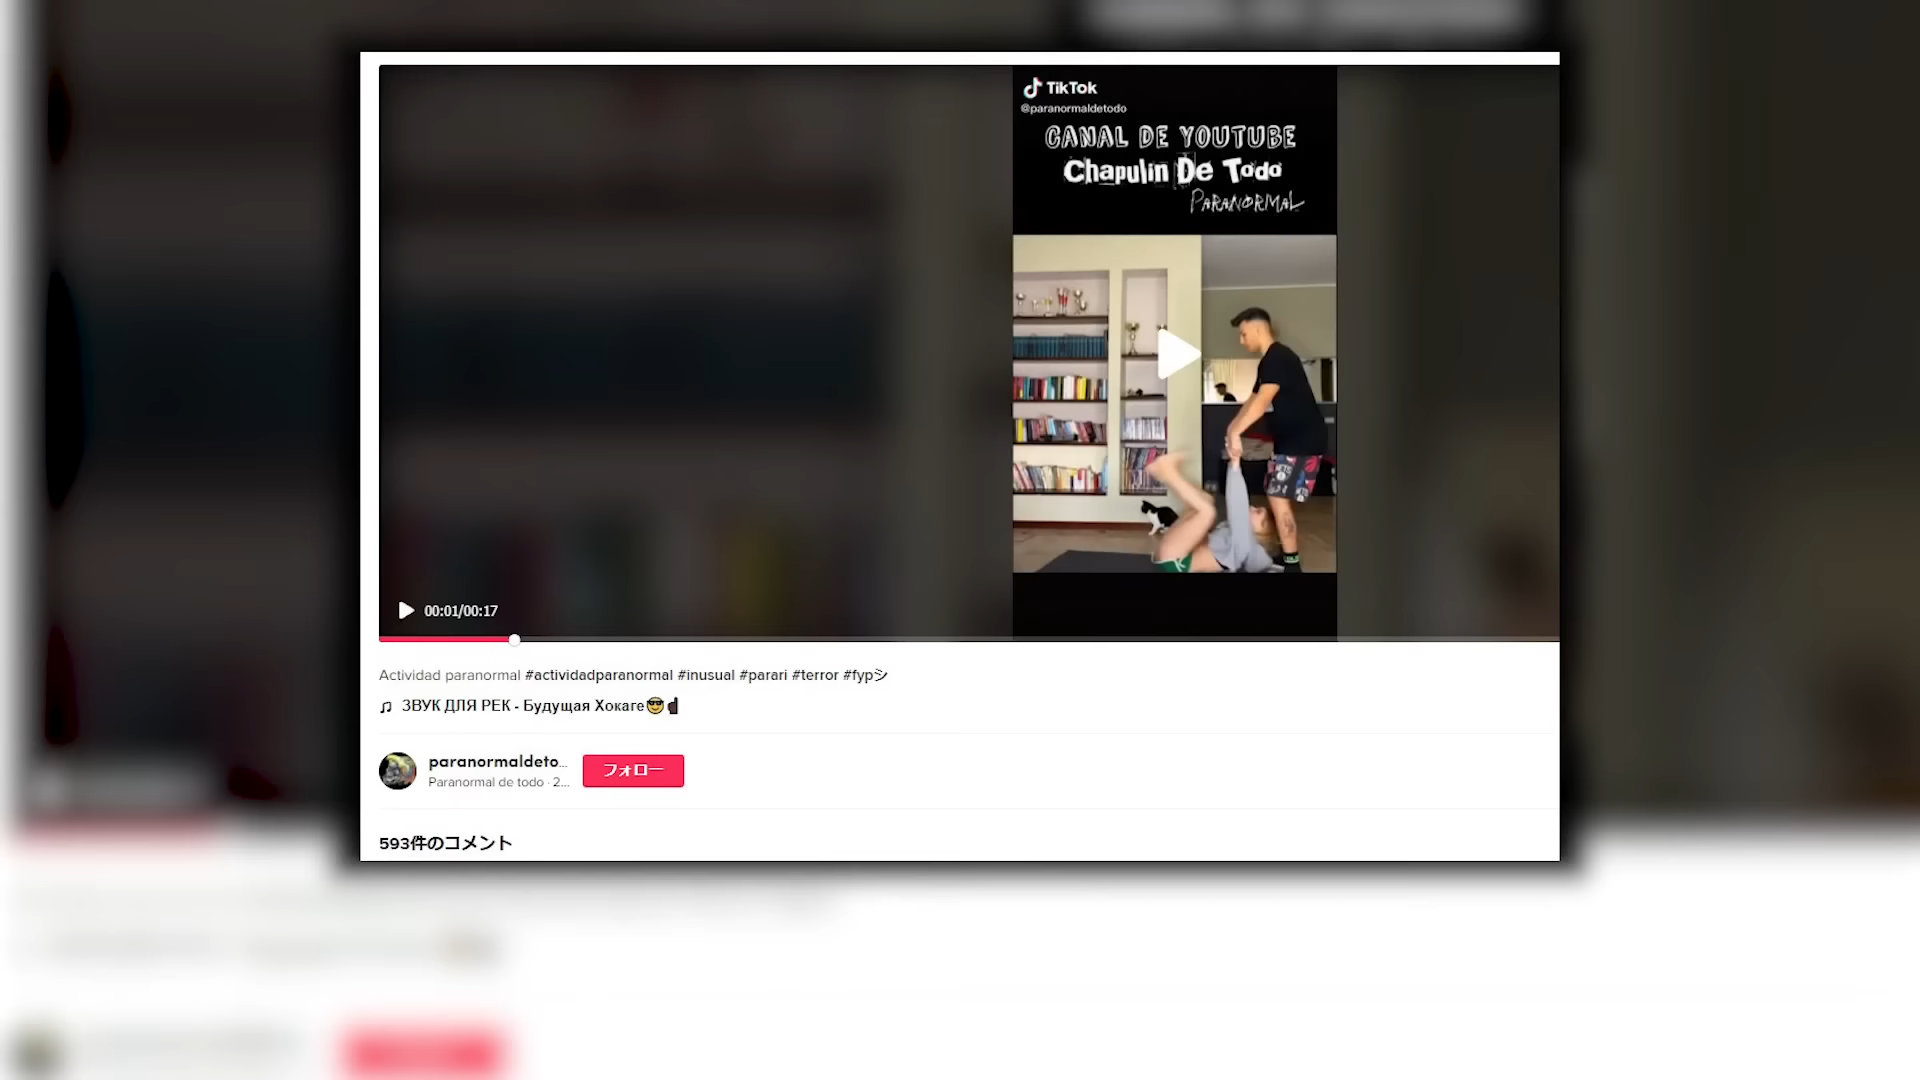 TikTok
@paranormaldetodo
CANAL DE YOUTUBE
Chapulin De Todo
PARANORMAL
00:01/00:17
Actividad paranormal #actividadparanormal #inusual #parari #terror #fypシ
ЗВУК ДЛЯ РЕК - Будущая Хокаге😎☝🏿
paranormaldeto...
Paranormal de todo · 2...
フォロー
593件のコメント